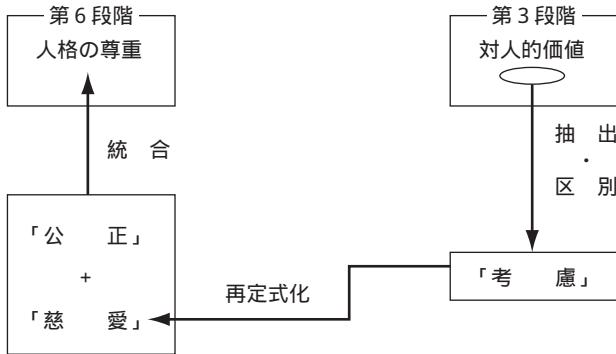 第6段階
人格の尊重
統 合
「公 正」
+
「慈 愛」
再定式化
第3段階
対人的価値
抽 出
・
区 別
「考 慮」